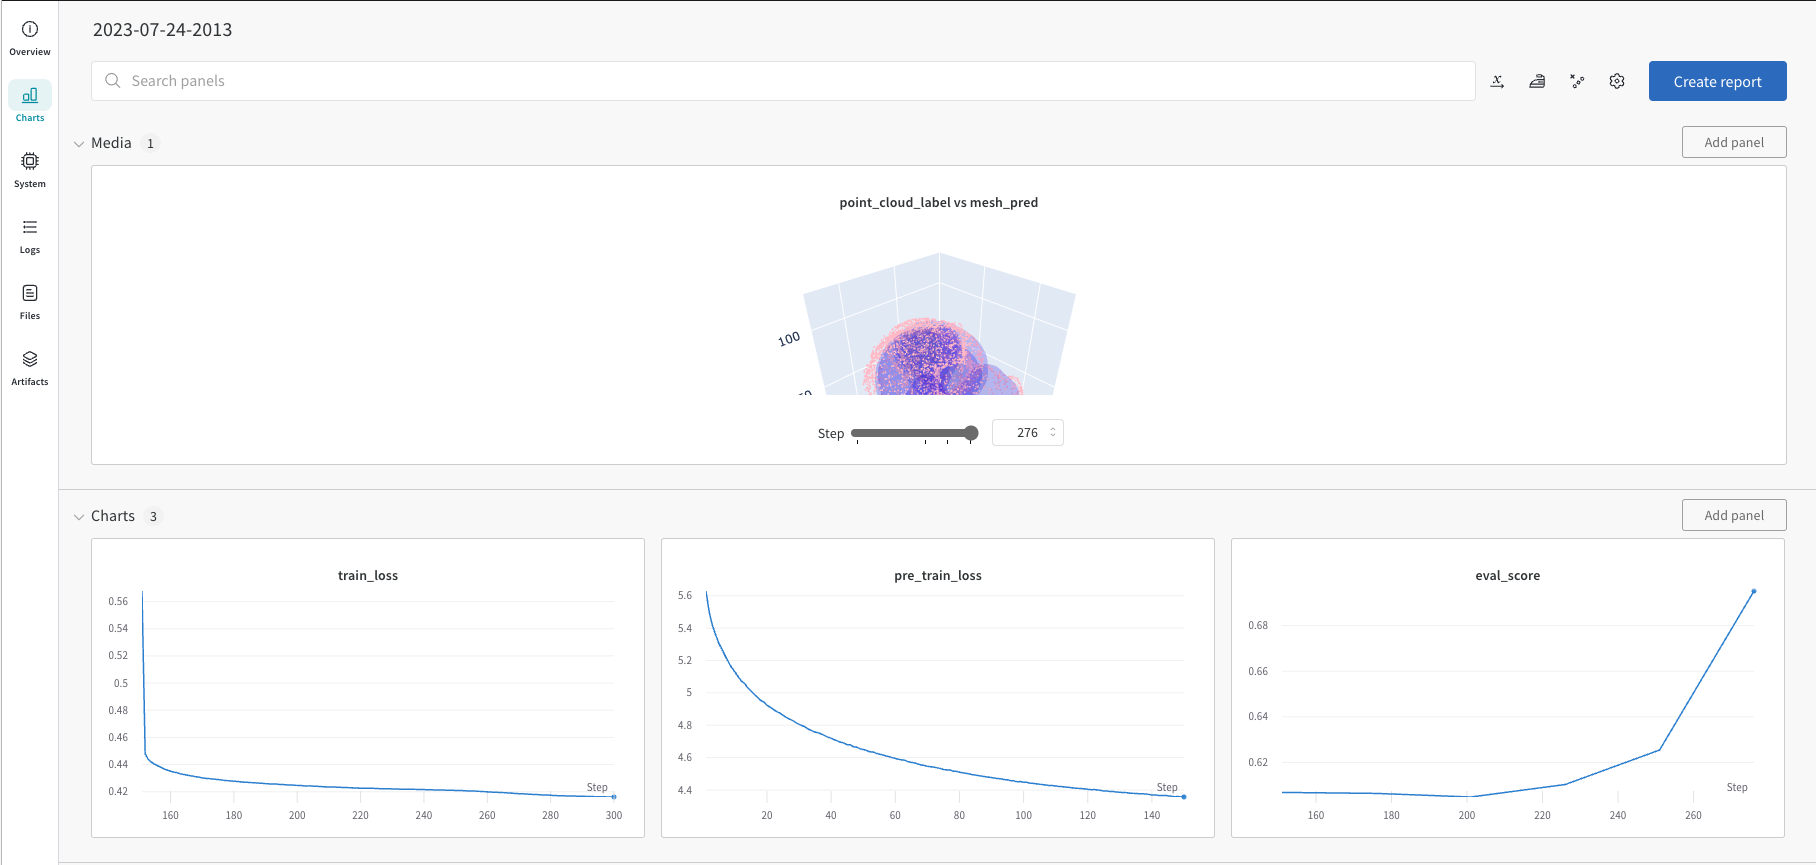 2023-07-24-2013
Overview
Search panels
Create report
Charts
Media 1
Add panel
System
point_cloud_label vs mesh_pred
Logs
Files
100
Artifacts
Step 276
Charts 3
Add panel
train_loss
0.56
0.54
0.52
0.5
0.48
0.46
0.44
0.42
Step
160 180 200 220 240 260 280 300
pre_train_loss
5.6
5.4
5.2
5
4.8
4.6
4.4
Step
20 40 60 80 100 120 140
eval_score
0.68
0.66
0.64
0.62
Step
160 180 200 220 240 260